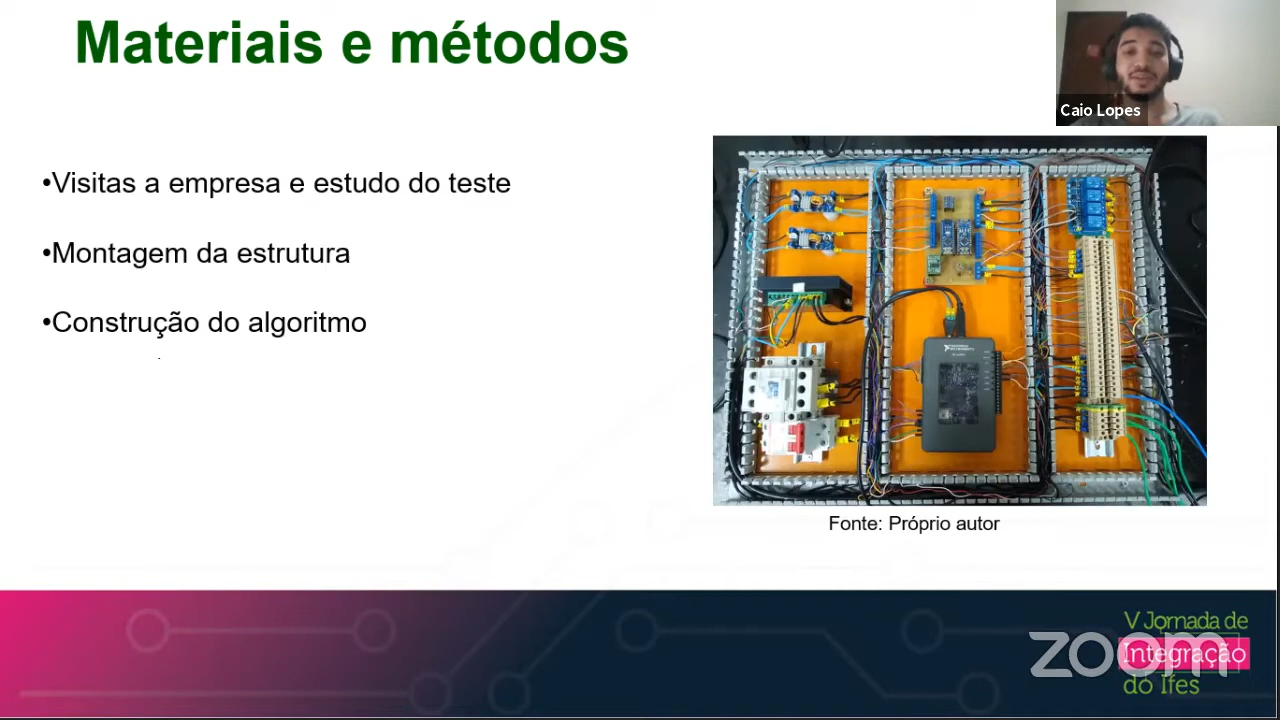 Materiais e métodos
Caio Lopes
•Visitas a empresa e estudo do teste
•Montagem da estrutura
•Construção do algoritmo
Fonte: Próprio autor
V Jornada de
Integração
do Ifes
zoom